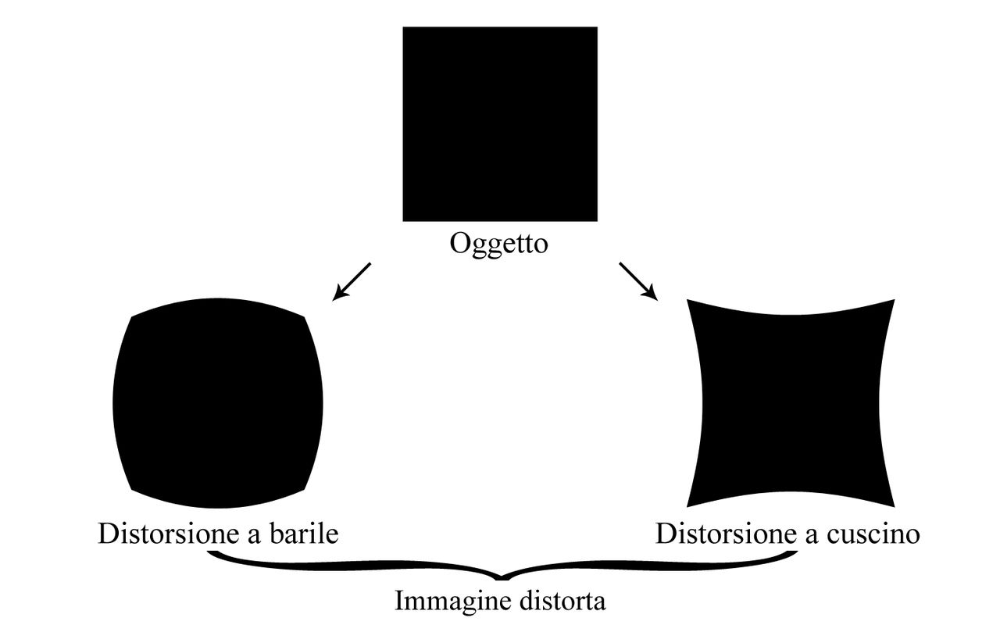 Oggetto
Distorsione a barile
Distorsione a cuscino
Immagine distorta